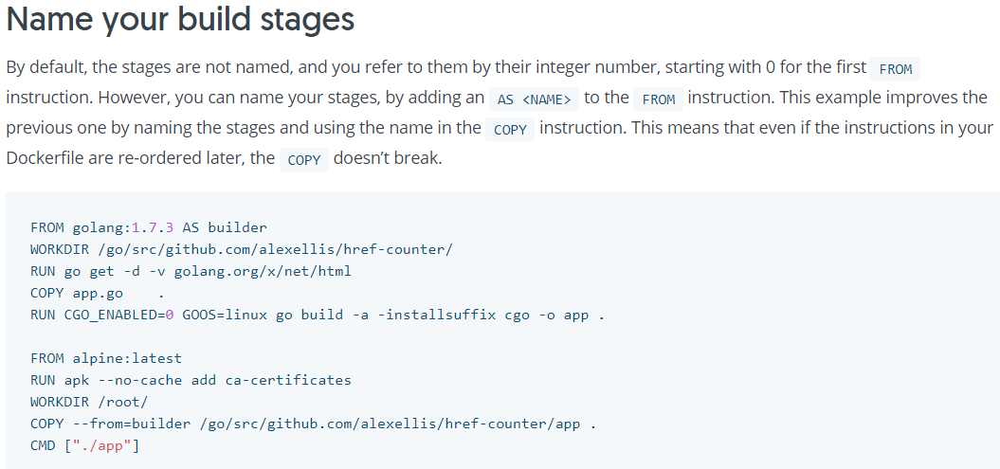 Name your build stages
By default, the stages are not named, and you refer to them by their integer number, starting with 0 for the first FROM
instruction. However, you can name your stages, by adding an AS <NAME> to the FROM instruction. This example improves the
previous one by naming the stages and using the name in the COPY instruction. This means that even if the instructions in your
Dockerfile are re-ordered later, the COPY doesn’t break.
FROM golang:1.7.3 AS builder
WORKDIR /go/src/github.com/alexellis/href-counter/
RUN go get -d -v golang.org/x/net/html
COPY app.go    .
RUN CGO_ENABLED=0 GOOS=linux go build -a -installsuffix cgo -o app .
FROM alpine:latest
RUN apk --no-cache add ca-certificates
WORKDIR /root/
COPY --from=builder /go/src/github.com/alexellis/href-counter/app .
CMD ["./app"]